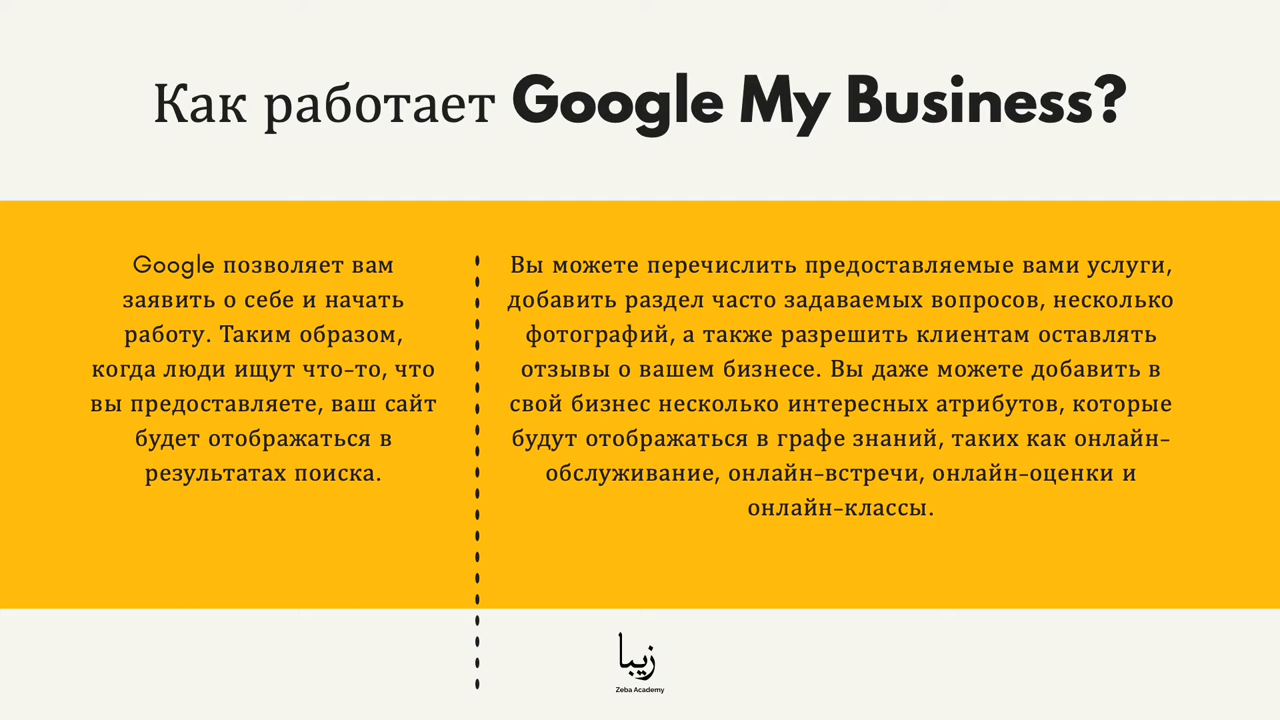 Как работает Google My Business?
Google позволяет вам
заявить о себе и начать
работу. Таким образом,
когда люди ищут что-то, что
вы предоставляете, ваш сайт
будет отображаться в
результатах поиска.
Вы можете перечислить предоставляемые вами услуги,
добавить раздел часто задаваемых вопросов, несколько
фотографий, а также разрешить клиентам оставлять
отзывы о вашем бизнесе. Вы даже можете добавить в
свой бизнес несколько интересных атрибутов, которые
будут отображаться в графе знаний, таких как онлайн-
обслуживание, онлайн-встречи, онлайн-оценки и
онлайн-классы.
زیبا
Zeba Academy